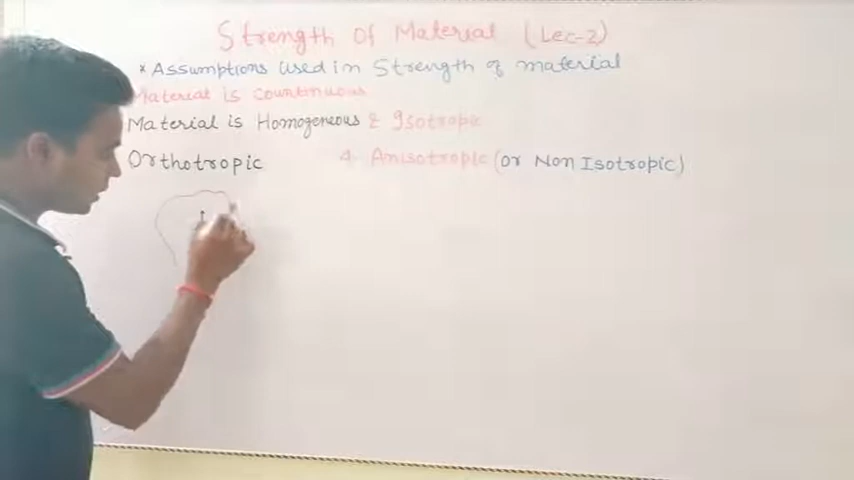 Strength of Material (Lec-2)
* Assumptions used in Strength of material
Material is countinuous
Material is Homogeneous & Isotropic
Orthotropic 4. Anisotropic (or Non Isotropic)